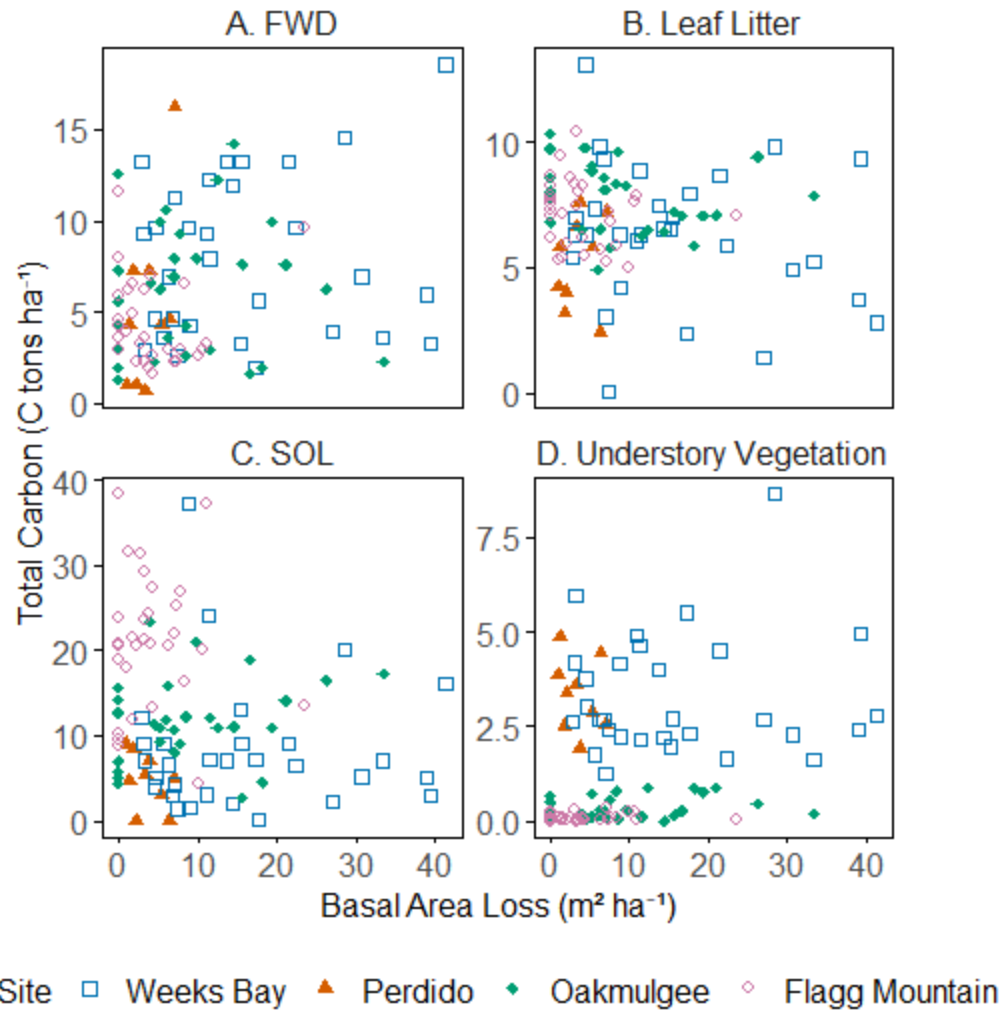 A. FWD
B. Leaf Litter
15
10
5
0
10
5
0
Total Carbon (C tons ha⁻¹)
C. SOL
D. Understory Vegetation
40
30
20
10
0
7.5
5.0
2.5
0.0
0 10 20 30 40
0 10 20 30 40
Basal Area Loss (m² ha⁻¹)
Site Weeks Bay Perdido Oakmulgee Flagg Mountain